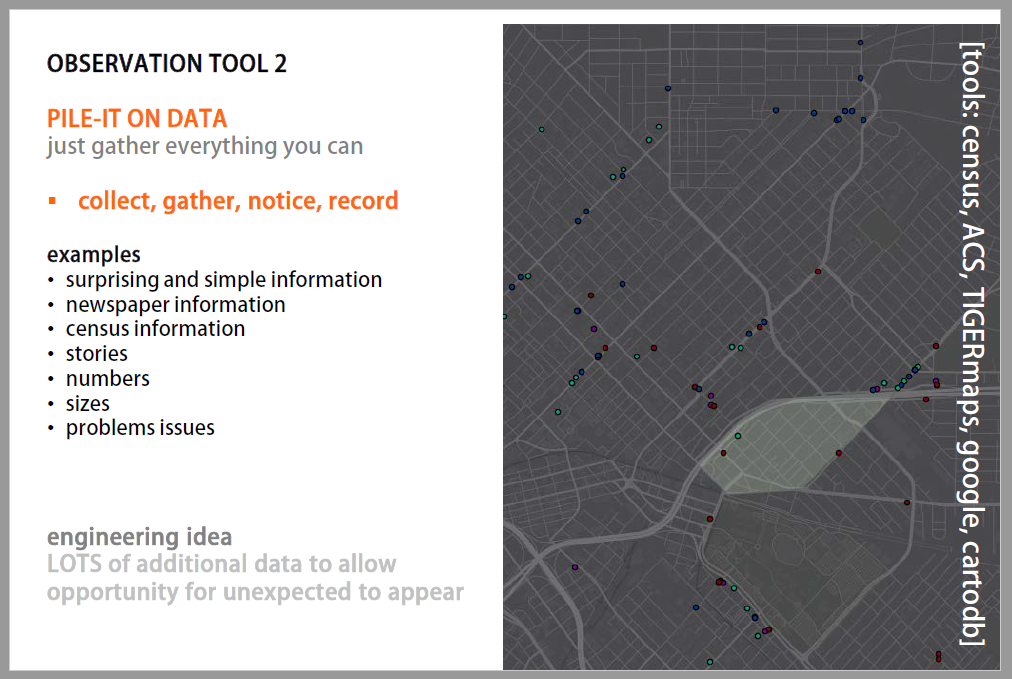 OBSERVATION TOOL 2
PILE-IT ON DATA
just gather everything you can
▪ collect, gather, notice, record
examples
• surprising and simple information
• newspaper information
• census information
• stories
• numbers
• sizes
• problems issues
engineering idea
LOTS of additional data to allow
opportunity for unexpected to appear
[tools: census, ACS, TIGERmaps, google, cartodb]